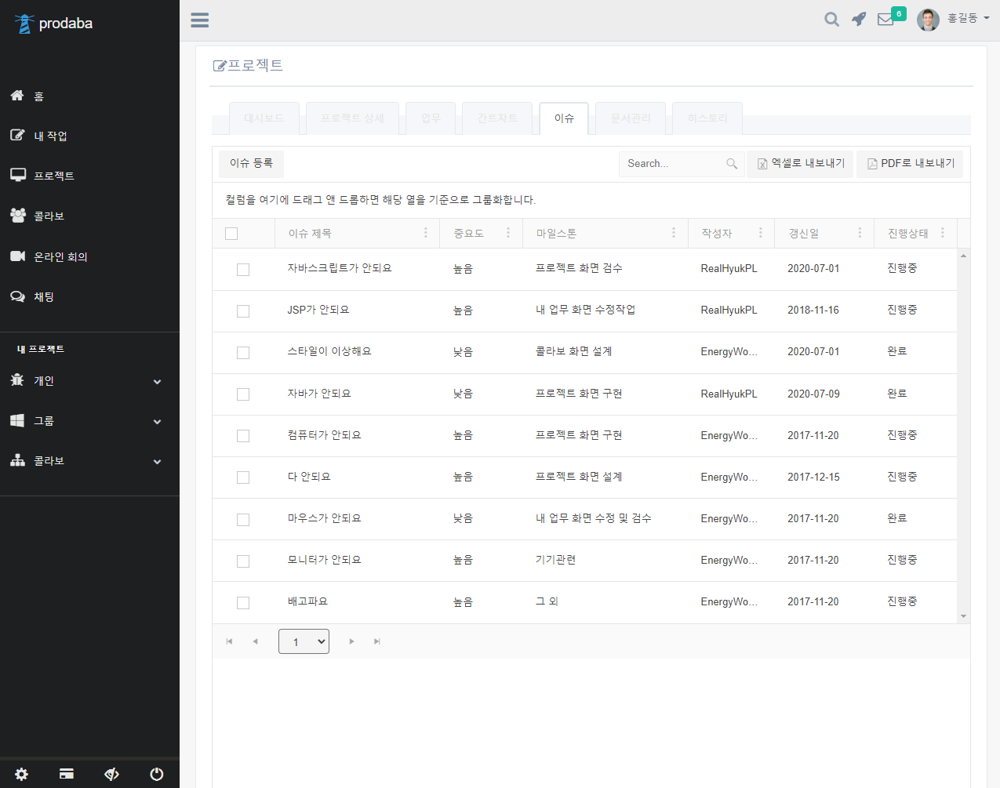 prodaba
6
홍길동
홈
내 작업
프로젝트
콜라보
온라인 회의
채팅
내 프로젝트
개인
그룹
콜라보
프로젝트
대시보드 프로젝트 상세 업무 간트차트 이슈 문서관리 히스토리
이슈 등록 Search... 엑셀로 내보내기 PDF로 내보내기
컬럼을 여기에 드래그 앤 드롭하면 해당 열을 기준으로 그룹화합니다.
이슈 제목 중요도 마일스톤 작성자 갱신일 진행상태
자바스크립트가 안되요 높음 프로젝트 화면 검수 RealHyukPL 2020-07-01 진행중
JSP가 안되요 높음 내 업무 화면 수정작업 RealHyukPL 2018-11-16 진행중
스타일이 이상해요 낮음 콜라보 화면 설계 EnergyWo... 2020-07-01 완료
자바가 안되요 낮음 프로젝트 화면 구현 RealHyukPL 2020-07-09 완료
컴퓨터가 안되요 높음 프로젝트 화면 구현 EnergyWo... 2017-11-20 진행중
다 안되요 높음 프로젝트 화면 설계 EnergyWo... 2017-12-15 진행중
마우스가 안되요 낮음 내 업무 화면 수정 및 검수 EnergyWo... 2017-11-20 완료
모니터가 안되요 높음 기기관련 EnergyWo... 2017-11-20 진행중
배고파요 높음 그 외 EnergyWo... 2017-11-20 진행중
1